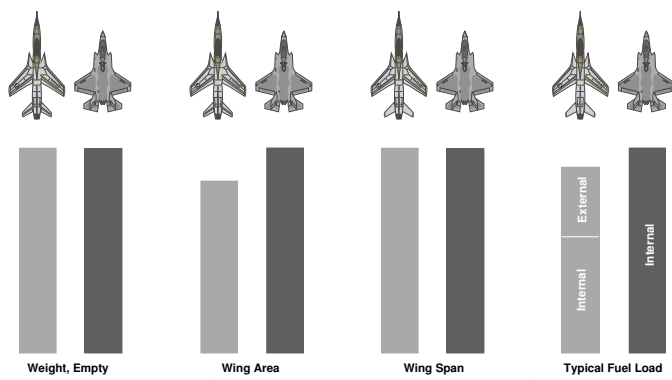 External
Internal
Internal
Weight, Empty
Wing Area
Wing Span
Typical Fuel Load